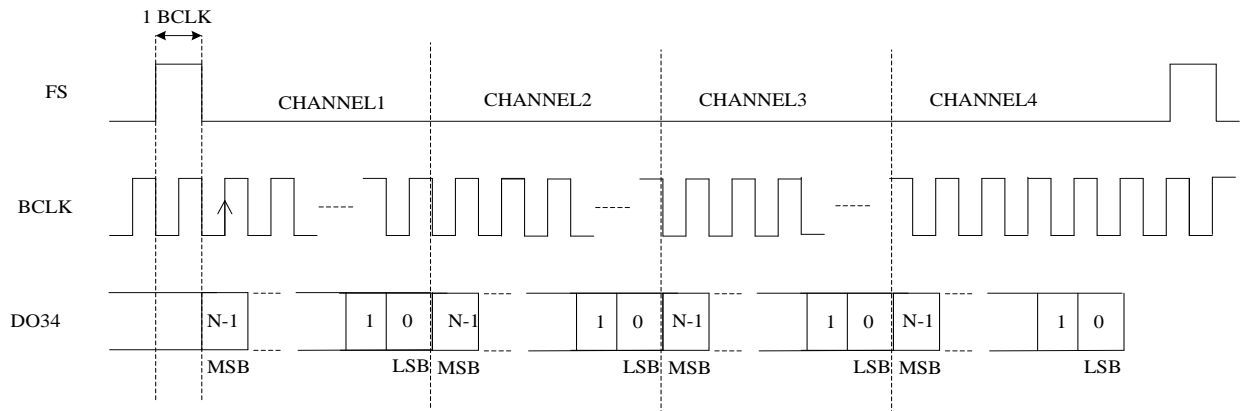 1 BCLK
FS
CHANNEL1 CHANNEL2 CHANNEL3 CHANNEL4
BCLK
DO34
N-1 1 0 N-1 1 0 N-1 1 0 N-1 1 0
MSB LSB MSB LSB MSB LSB MSB LSB